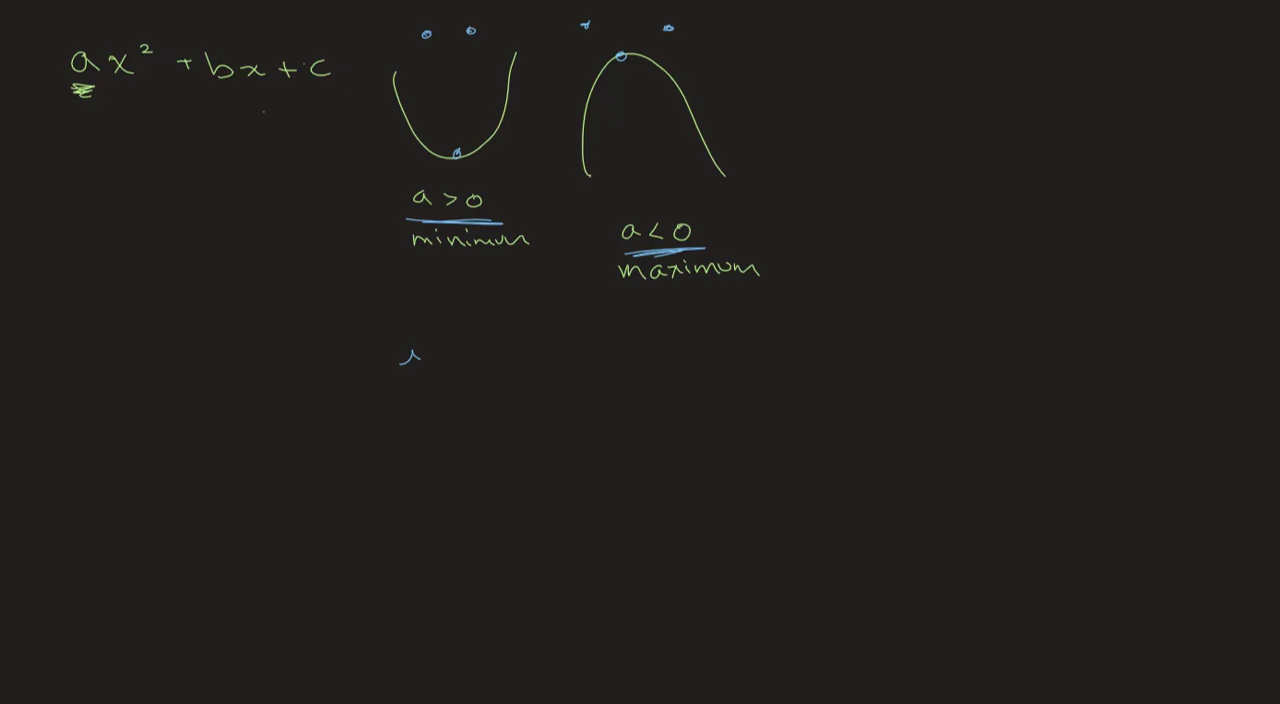 ax² + bx + c
a > 0
minimum
a < 0
maximum